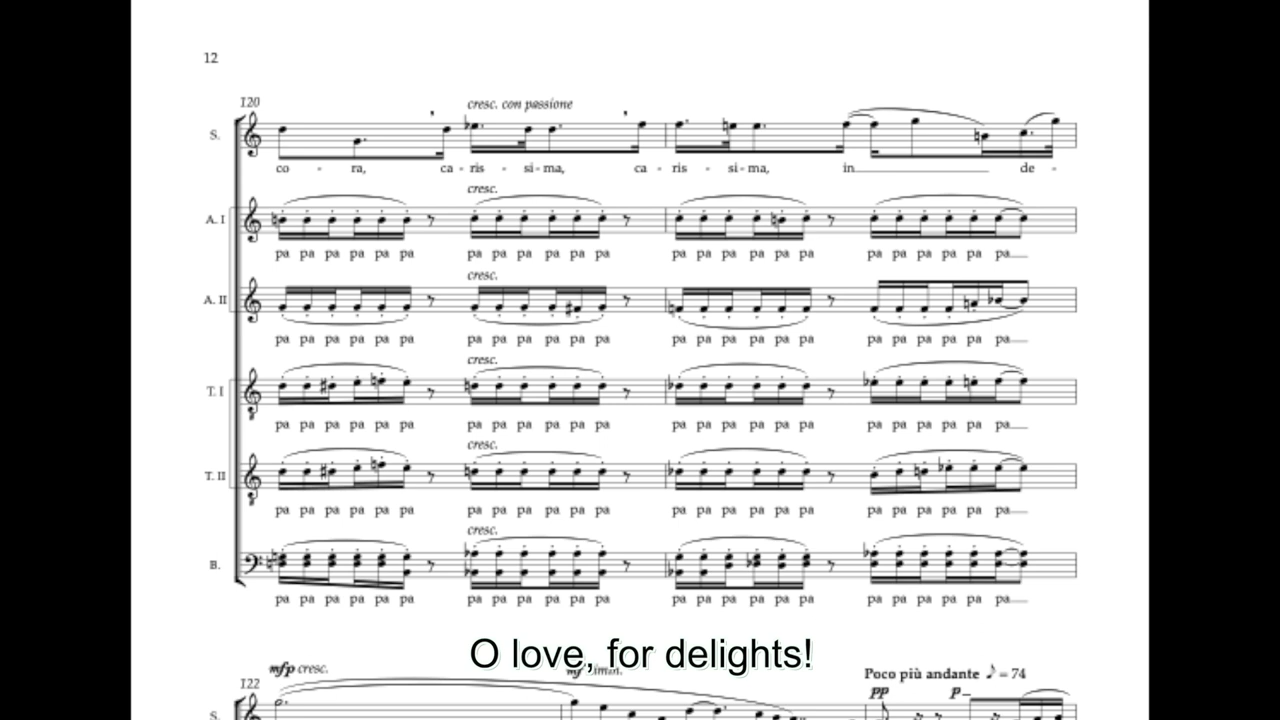 12
120
cresc. con passione
S.
co - ra, ca - ris - si - ma, ca - ris - si - ma, in de -
cresc.
A. I
pa pa pa pa pa pa pa pa pa pa pa pa pa pa pa pa pa pa pa pa pa pa pa pa
cresc.
A. II
pa pa pa pa pa pa pa pa pa pa pa pa pa pa pa pa pa pa pa pa pa pa pa pa
cresc.
T. I
pa pa pa pa pa pa pa pa pa pa pa pa pa pa pa pa pa pa pa pa pa pa pa pa
cresc.
T. II
pa pa pa pa pa pa pa pa pa pa pa pa pa pa pa pa pa pa pa pa pa pa pa pa
cresc.
B.
pa pa pa pa pa pa pa pa pa pa pa pa pa pa pa pa pa pa pa pa pa pa pa pa
O love, for delights!
mfp cresc. mf dimin. Poco più andante ♪ = 74
122
pp p
S.